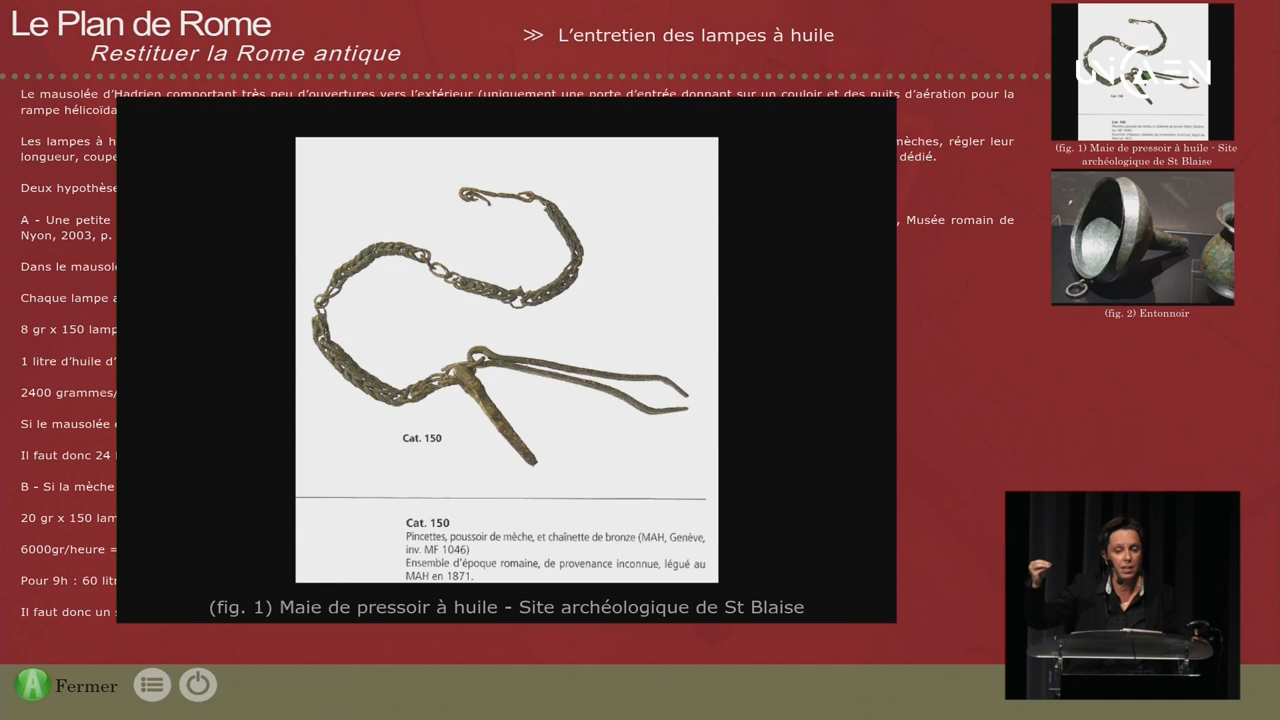 Le Plan de Rome
Restituer la Rome antique
≫ L'entretien des lampes à huile
Le mausolée d'Hadrien comportant très peu d'ouvertures vers l'extérieur (uniquement une porte d'entrée donnant sur un couloir et des puits d'aération pour la
rampe hélicoïda
Les lampes à h mèches, régler leur
longueur, coupe dédié.
Deux hypothèse
A - Une petite , Musée romain de
Nyon, 2003, p.
Dans le mausol
Chaque lampe a
8 gr x 150 lamp
1 litre d'huile d'
2400 grammes/
Si le mausolée
Il faut donc 24
B - Si la mèche
20 gr x 150 lam
6000gr/heure =
Pour 9h : 60 litr
Il faut donc un s
Cat. 150
Cat. 150
Pincettes, poussoir de mèche, et chaînette de bronze (MAH, Genève,
inv. MF 1046)
Ensemble d'époque romaine, de provenance inconnue, légué au
MAH en 1871.
(fig. 1) Maie de pressoir à huile - Site archéologique de St Blaise
UNICAEN
(fig. 1) Maie de pressoir à huile - Site
archéologique de St Blaise
(fig. 2) Entonnoir
A Fermer